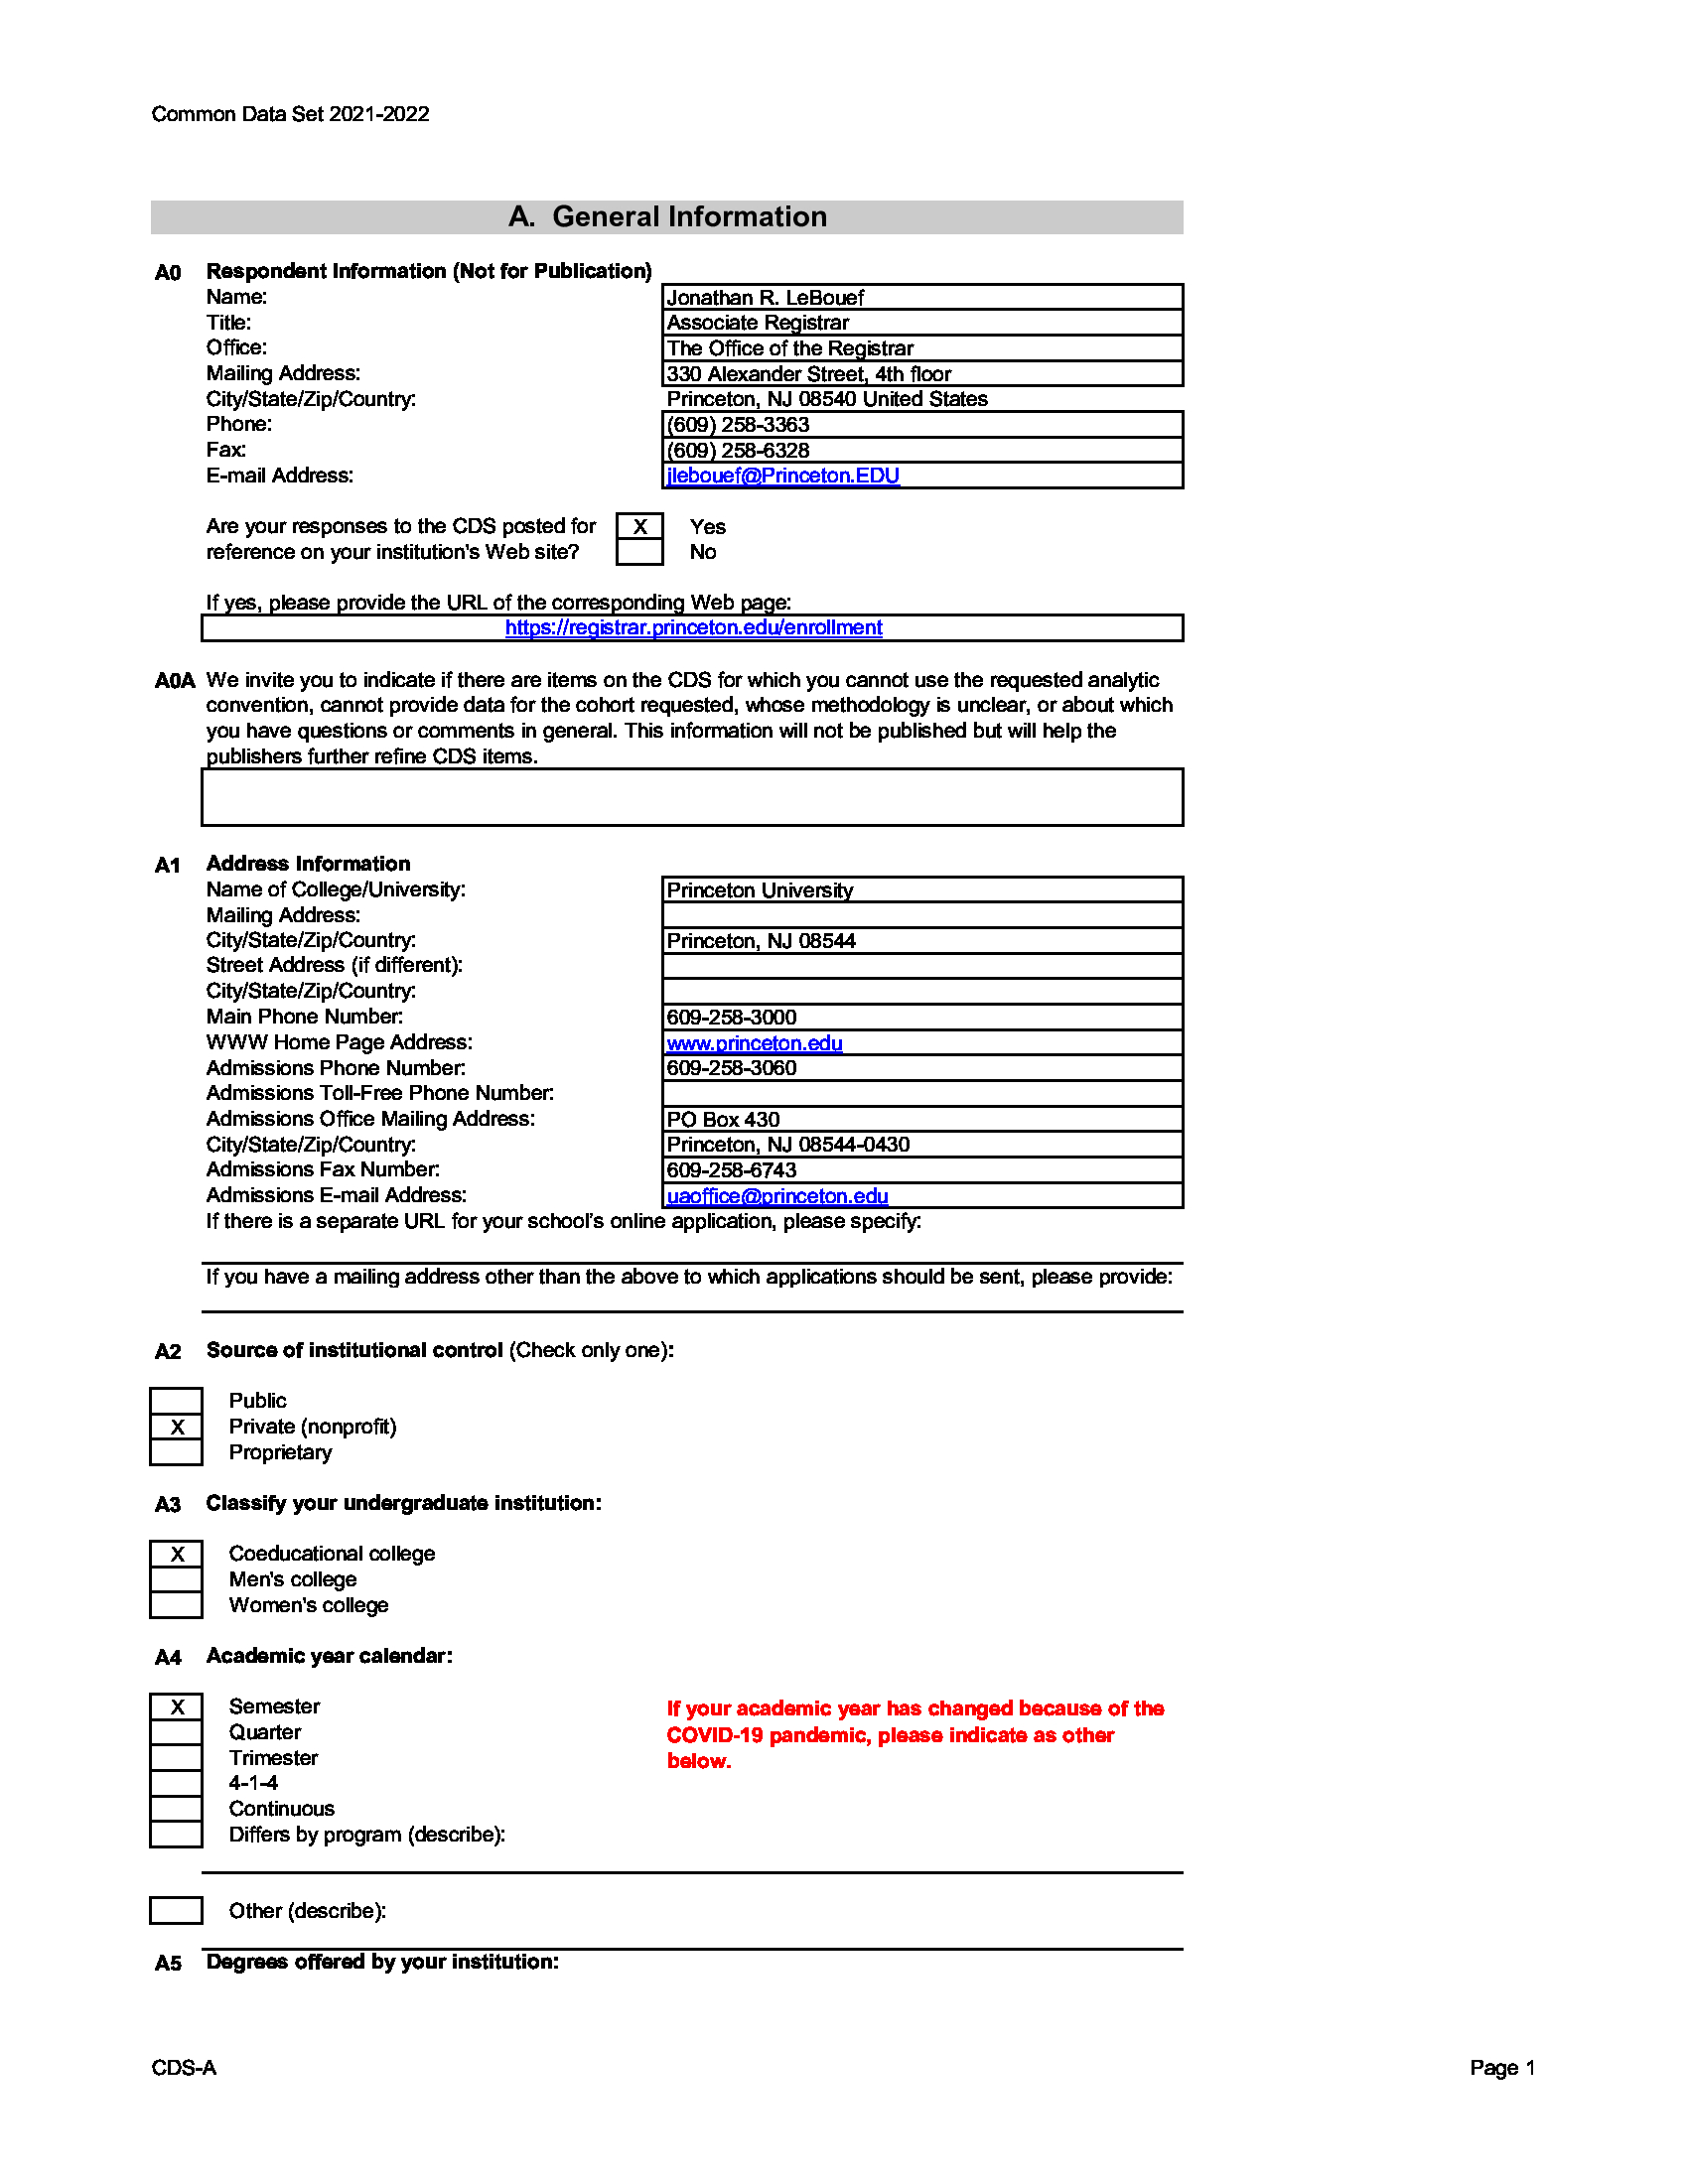 Common Data Set 2021-2022
A. General Information
A0 Respondent Information (Not for Publication)
Name: Jonathan R. LeBouef
Title: Associate Registrar
Office: The Office of the Registrar
Mailing Address: 330 Alexander Street, 4th floor
City/State/Zip/Country: Princeton, NJ 08540 United States
Phone: (609) 258-3363
Fax: (609) 258-6328
E-mail Address: jlebouef@Princeton.EDU
Are your responses to the CDS posted for X Yes
reference on your institution's Web site? No
If yes, please provide the URL of the corresponding Web page:
https://registrar.princeton.edu/enrollment
A0A We invite you to indicate if there are items on the CDS for which you cannot use the requested analytic
convention, cannot provide data for the cohort requested, whose methodology is unclear, or about which
you have questions or comments in general. This information will not be published but will help the
publishers further refine CDS items.
A1 Address Information
Name of College/University: Princeton University
Mailing Address:
City/State/Zip/Country: Princeton, NJ 08544
Street Address (if different):
City/State/Zip/Country:
Main Phone Number: 609-258-3000
WWW Home Page Address: www.princeton.edu
Admissions Phone Number: 609-258-3060
Admissions Toll-Free Phone Number:
Admissions Office Mailing Address: PO Box 430
City/State/Zip/Country: Princeton, NJ 08544-0430
Admissions Fax Number: 609-258-6743
Admissions E-mail Address: uaoffice@princeton.edu
If there is a separate URL for your school's online application, please specify:
If you have a mailing address other than the above to which applications should be sent, please provide:
A2 Source of institutional control (Check only one):
Public
X Private (nonprofit)
Proprietary
A3 Classify your undergraduate institution:
X Coeducational college
Men's college
Women's college
A4 Academic year calendar:
X Semester
Quarter
Trimester
4-1-4
Continuous
Differs by program (describe):
If your academic year has changed because of the
COVID-19 pandemic, please indicate as other
below.
Other (describe):
A5 Degrees offered by your institution:
CDS-A Page 1